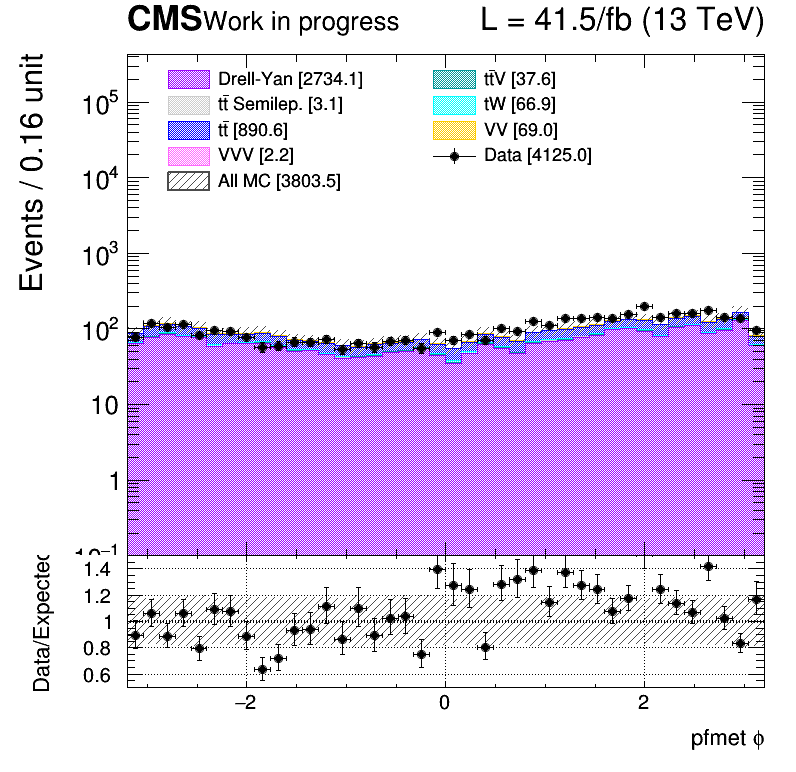 CMS Work in progress L = 41.5/fb (13 TeV)
Events / 0.16 unit
Drell-Yan [2734.1] tt̄V [37.6]
tt̄ Semilep. [3.1] tW [66.9]
tt̄ [890.6] VV [69.0]
VVV [2.2] Data [4125.0]
All MC [3803.5]
10⁵
10⁴
10³
10²
10
1
10⁻¹
Data/Expected
1.4
1.2
1
0.8
0.6
−2 0 2
pfmet ϕ